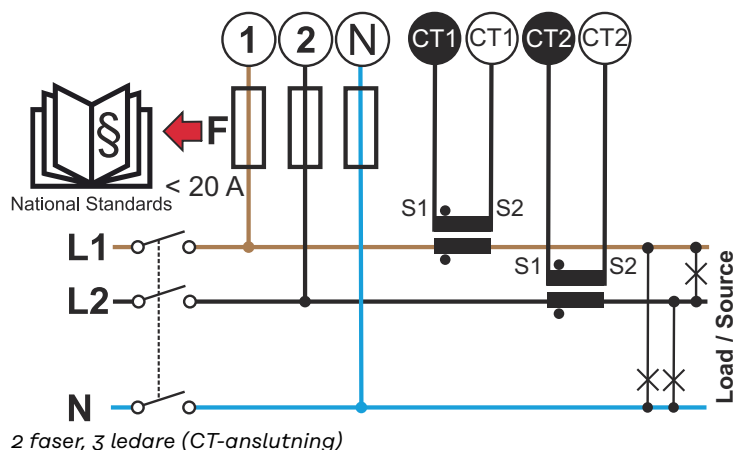 1 2 N CT1 CT1 CT2 CT2
§ F
< 20 A
National Standards
S1 S2
L1
S1 S2
L2
Load / Source
N
2 faser, 3 ledare (CT-anslutning)